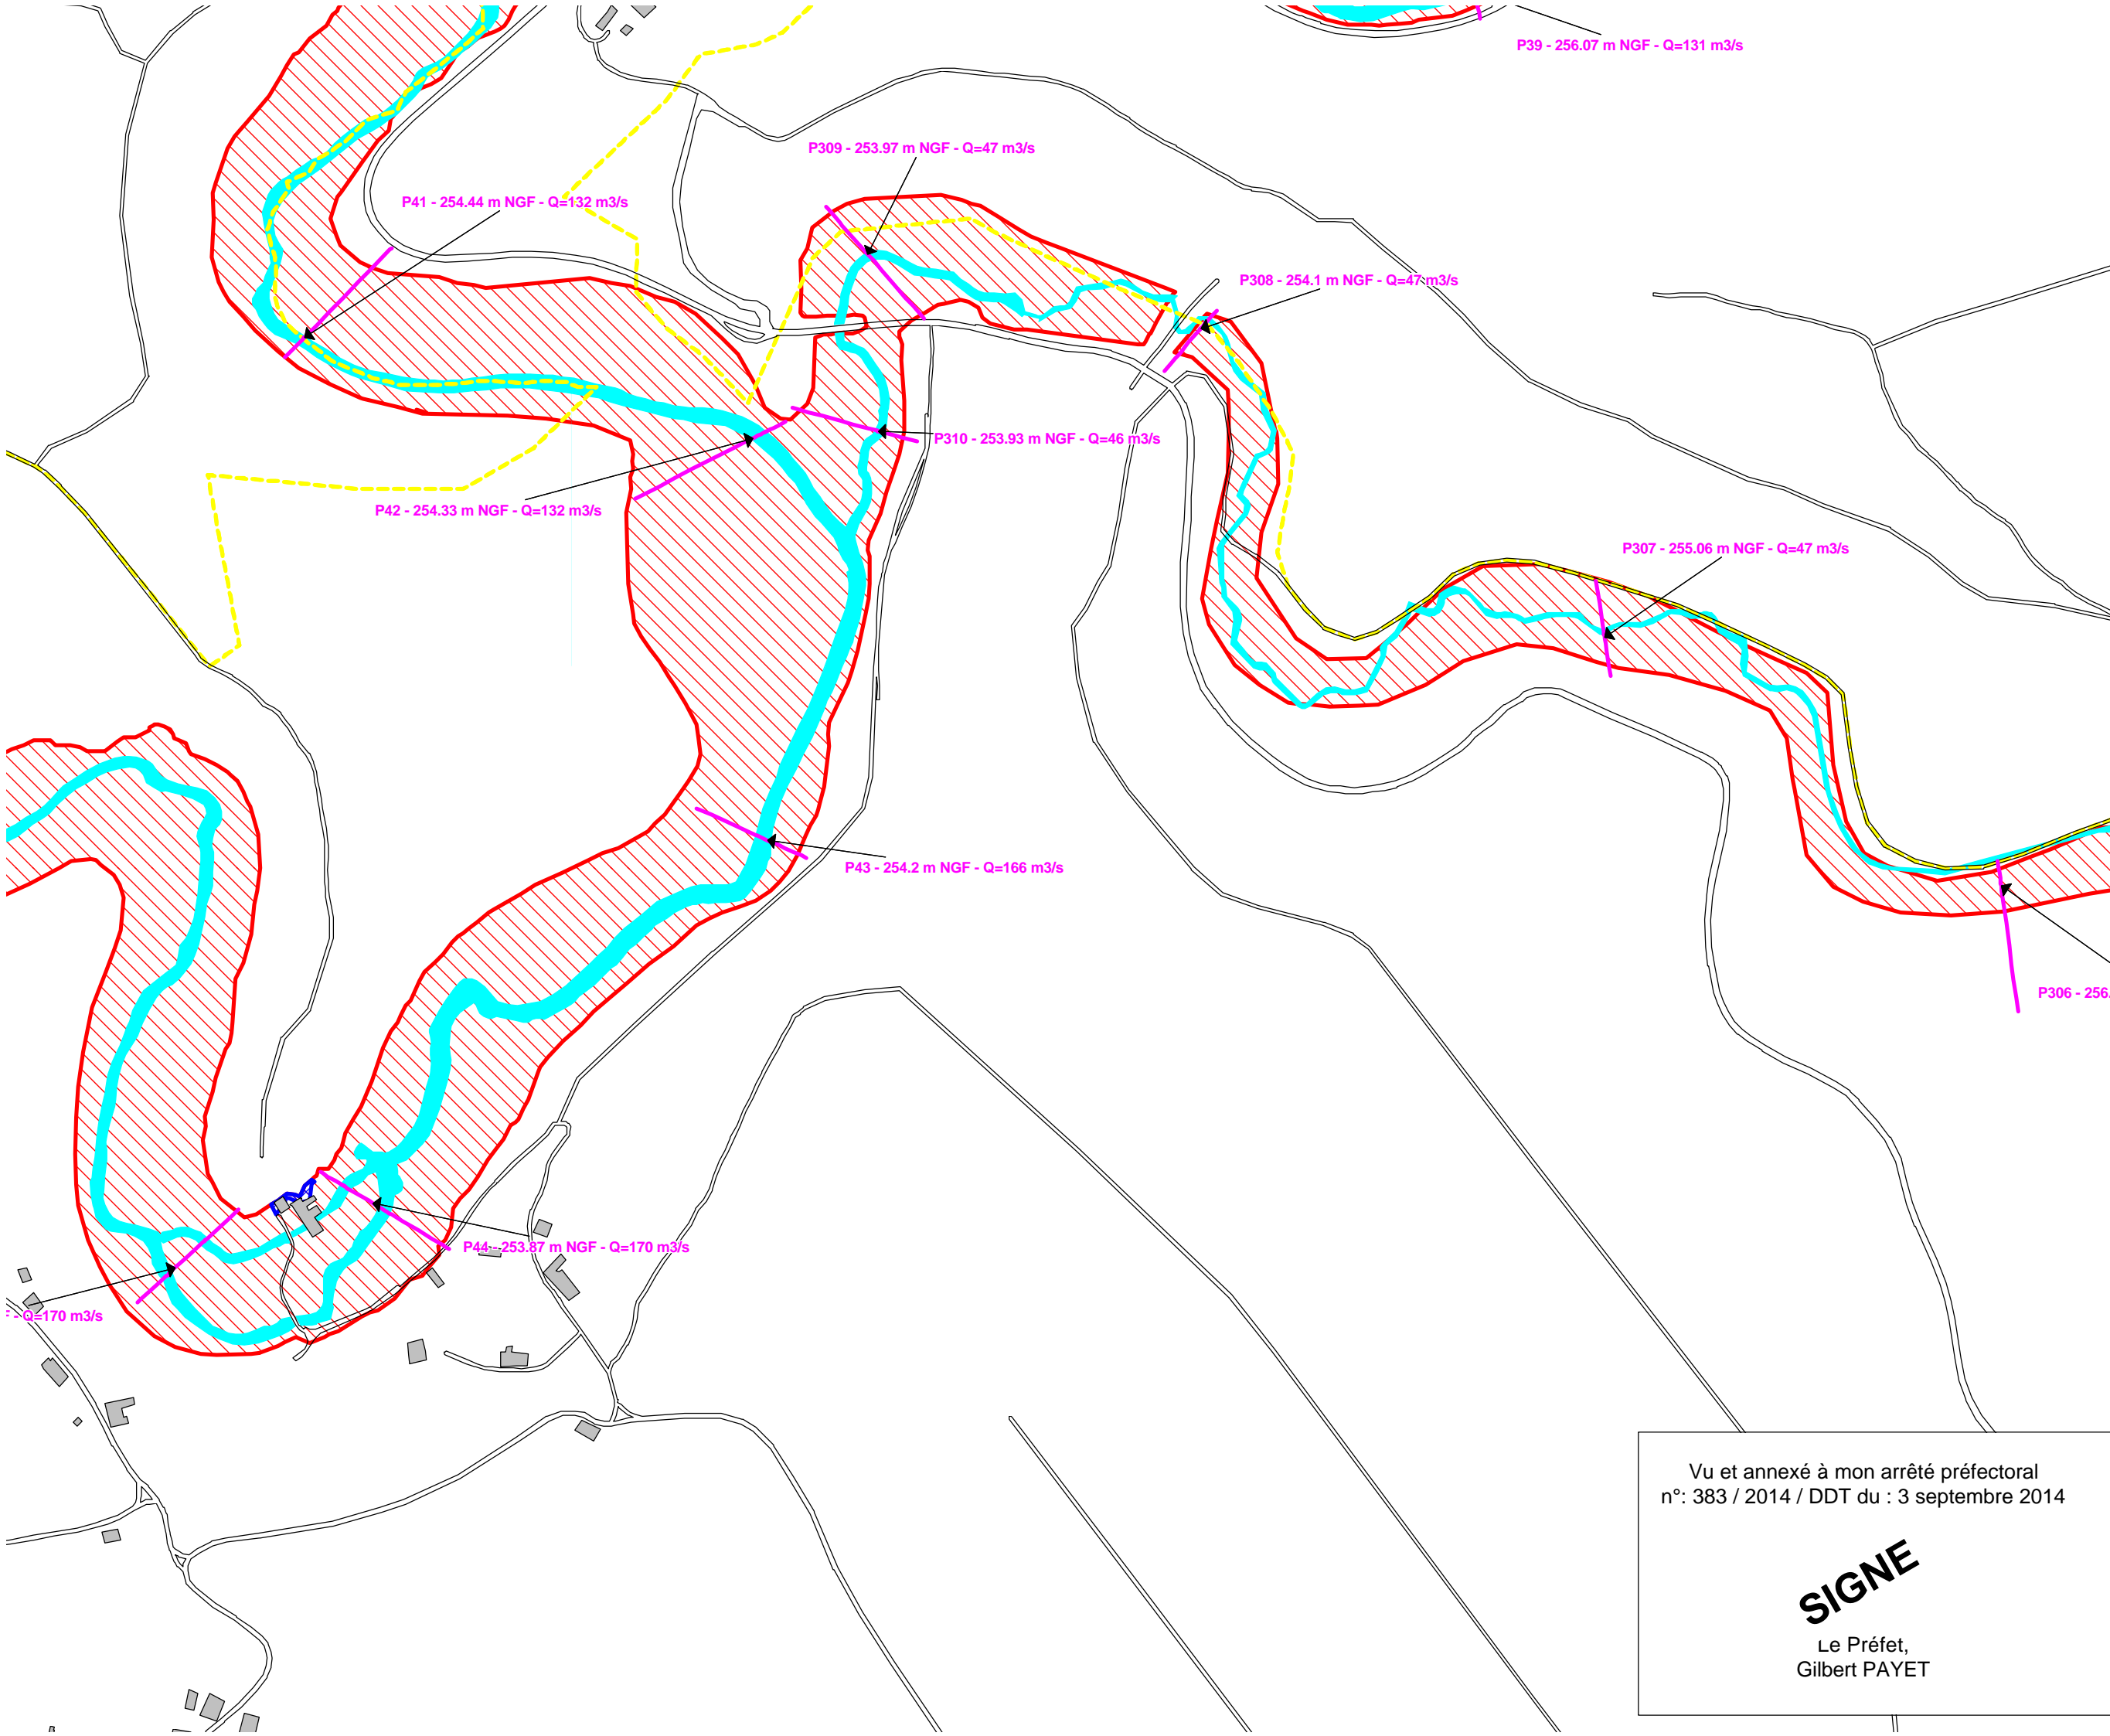 P39 - 256.07 m NGF - Q=131 m3/s
P309 - 253.97 m NGF - Q=47 m3/s
P41 - 254.44 m NGF - Q=132 m3/s
P308 - 254.1 m NGF - Q=47 m3/s
P310 - 253.93 m NGF - Q=46 m3/s
P42 - 254.33 m NGF - Q=132 m3/s
P307 - 255.06 m NGF - Q=47 m3/s
P43 - 254.2 m NGF - Q=166 m3/s
P306 - 256.
P44 - 253.87 m NGF - Q=170 m3/s
F - Q=170 m3/s
Vu et annexé à mon arrêté préfectoral
n°: 383 / 2014 / DDT du : 3 septembre 2014
SIGNE
Le Préfet,
Gilbert PAYET